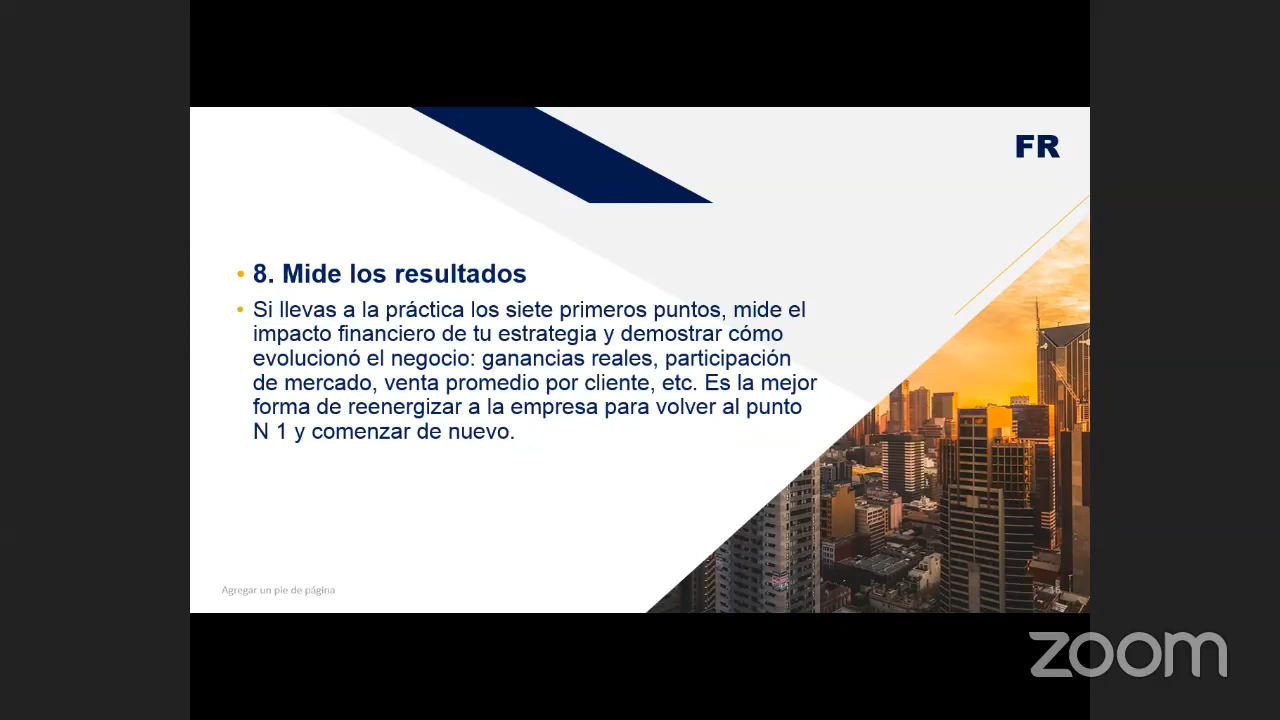 FR
• 8. Mide los resultados
• Si llevas a la práctica los siete primeros puntos, mide el
impacto financiero de tu estrategia y demostrar cómo
evolucionó el negocio: ganancias reales, participación
de mercado, venta promedio por cliente, etc. Es la mejor
forma de reenergizar a la empresa para volver al punto
N 1 y comenzar de nuevo.
Agregar un pie de página
zoom